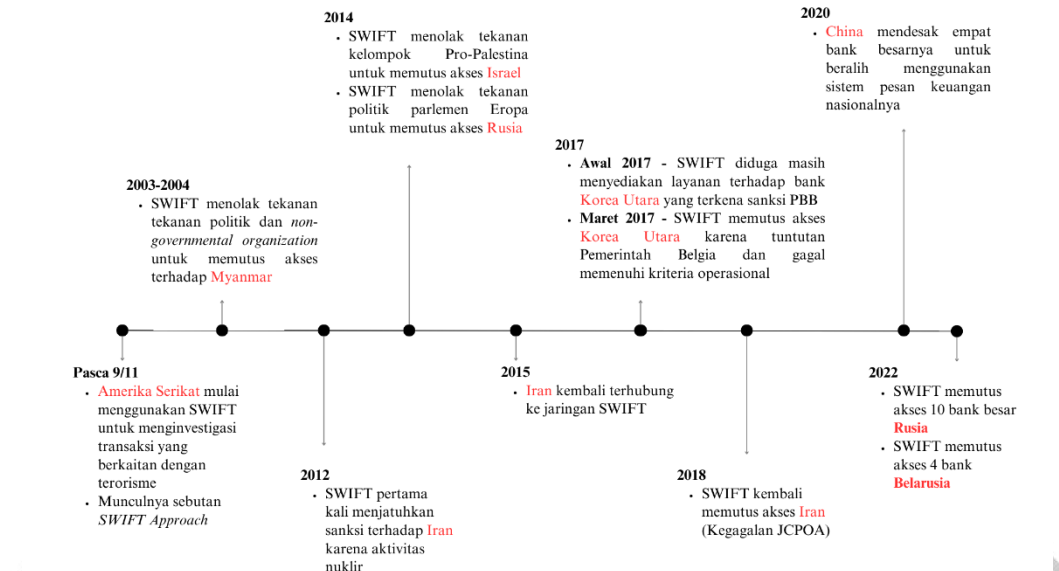 Pasca 9/11
Amerika Serikat mulai
menggunakan SWIFT
untuk menginvestigasi
transaksi yang
berkaitan dengan
terorisme
Munculnya sebutan
SWIFT Approach
2003-2004
SWIFT menolak tekanan
tekanan politik dan non-
governmental organization
untuk memutus akses
terhadap Myanmar
2012
SWIFT pertama
kali menjatuhkan
sanksi terhadap Iran
karena aktivitas
nuklir
2014
SWIFT menolak tekanan
kelompok Pro-Palestina
untuk memutus akses Israel
SWIFT menolak tekanan
politik parlemen Eropa
untuk memutus akses Rusia
2015
Iran kembali terhubung
ke jaringan SWIFT
2017
Awal 2017 - SWIFT diduga masih
menyediakan layanan terhadap bank
Korea Utara yang terkena sanksi PBB
Maret 2017 - SWIFT memutus akses
Korea Utara karena tuntutan
Pemerintah Belgia dan gagal
memenuhi kriteria operasional
2018
SWIFT kembali
memutus akses Iran
(Kegagalan JCPOA)
2020
China mendesak empat
bank besarnya untuk
beralih menggunakan
sistem pesan keuangan
nasionalnya
2022
SWIFT memutus
akses 10 bank besar
Rusia
SWIFT memutus
akses 4 bank
Belarusia